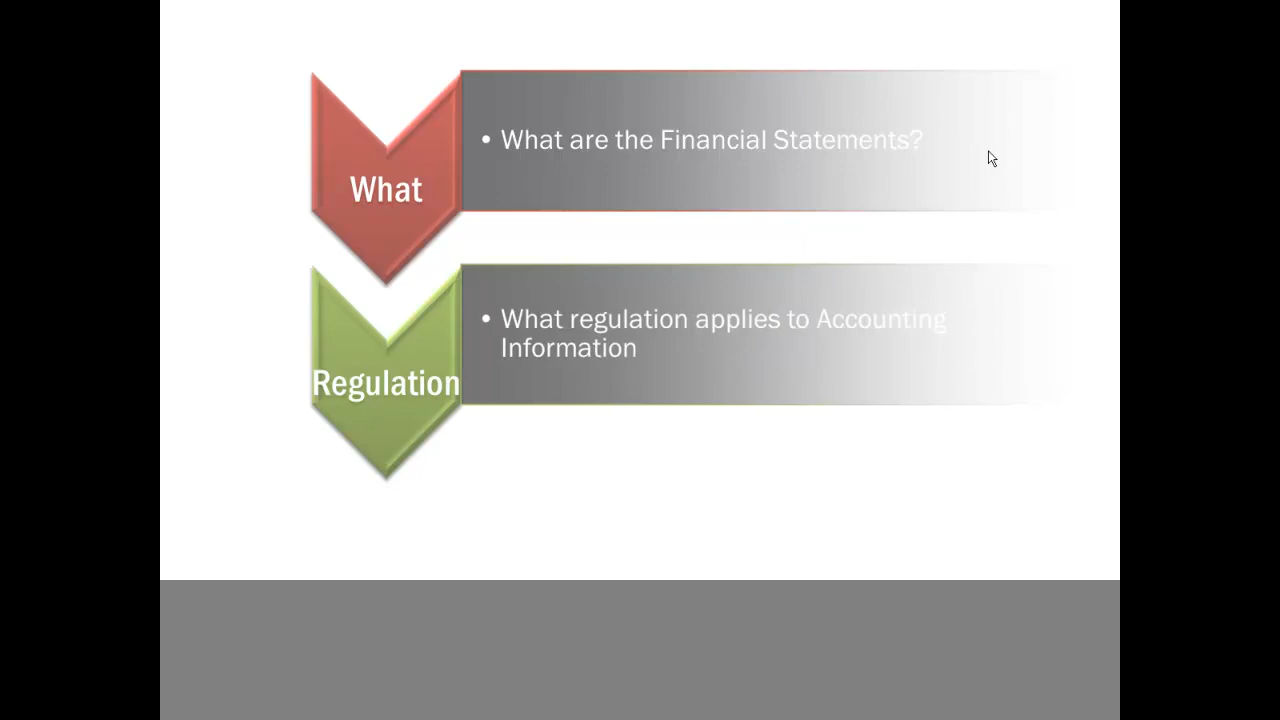 What
• What are the Financial Statements?
Regulation
• What regulation applies to Accounting
Information